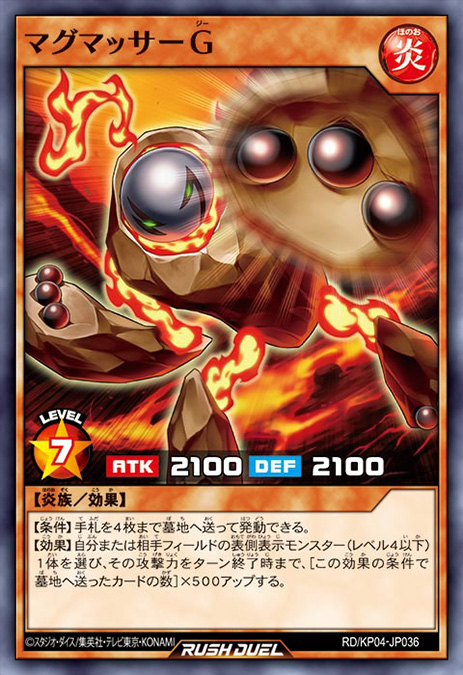 マグマッサーG
ジー
炎
ほのお
LEVEL
7
ATK 2100 DEF 2100
【炎族/効果】
【条件】手札を4枚まで墓地へ送って発動できる。
【効果】自分または相手フィールドの表側表示モンスター(レベル4以下)
1体を選び、その攻撃力をターン終了時まで、[この効果の条件で
墓地へ送ったカードの数]×500アップする。
©スタジオ・ダイス/集英社・テレビ東京・KONAMI
RUSH DUEL
RD/KP04-JP036